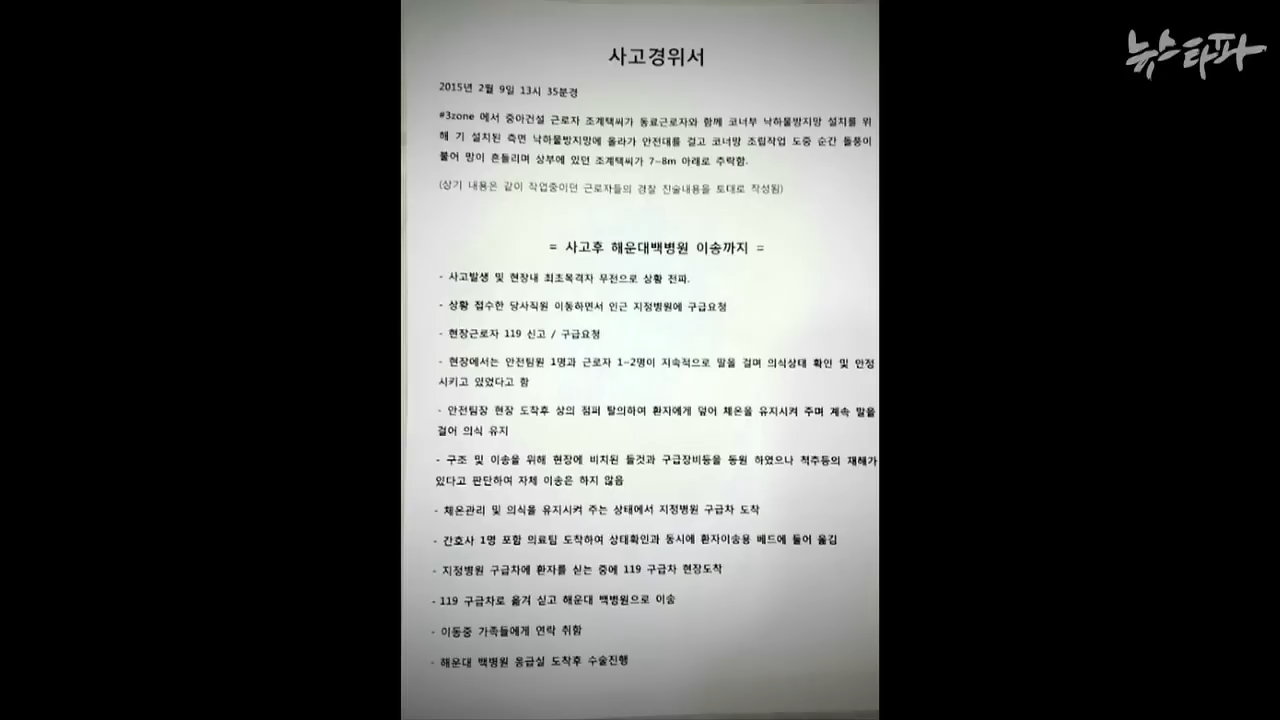 뉴스타파
사고경위서
2015년 2월 9일 13시 35분경
#3zone 에서 중아건설 근로자 조계택씨가 동료근로자와 함께 코너부 낙하물방지망 설치를 위
해 기 설치된 측면 낙하물방지망에 올라가 안전대를 걸고 코너망 조립작업 도중 순간 돌풍이
불어 망이 흔들리며 상부에 있던 조계택씨가 7~8m 아래로 추락함.
(상기 내용은 같이 작업중이던 근로자들의 경찰 진술내용을 토대로 작성됨)
= 사고후 해운대백병원 이송까지 =
- 사고발생 및 현장내 최초목격자 무전으로 상황 전파.
- 상황 접수한 당사직원 이동하면서 인근 지정병원에 구급요청
- 현장근로자 119 신고 / 구급요청
- 현장에서는 안전팀원 1명과 근로자 1~2명이 지속적으로 말을 걸며 의식상태 확인 및 안정
시키고 있었다고 함
- 안전팀장 현장 도착후 상의 점퍼 탈의하여 환자에게 덮어 체온을 유지시켜 주며 계속 말을
걸어 의식 유지
- 구조 및 이송을 위해 현장에 비치된 들것과 구급장비등을 동원 하였으나 척추등의 재해가
있다고 판단하여 자체 이송은 하지 않음
- 체온관리 및 의식을 유지시켜 주는 상태에서 지정병원 구급차 도착
- 간호사 1명 포함 의료팀 도착하여 상태확인과 동시에 환자이송용 베드에 들어 옮김
- 지정병원 구급차에 환자를 싣는 중에 119 구급차 현장도착
- 119 구급차로 옮겨 싣고 해운대 백병원으로 이송
- 이동중 가족들에게 연락 취함
- 해운대 백병원 응급실 도착후 수술진행